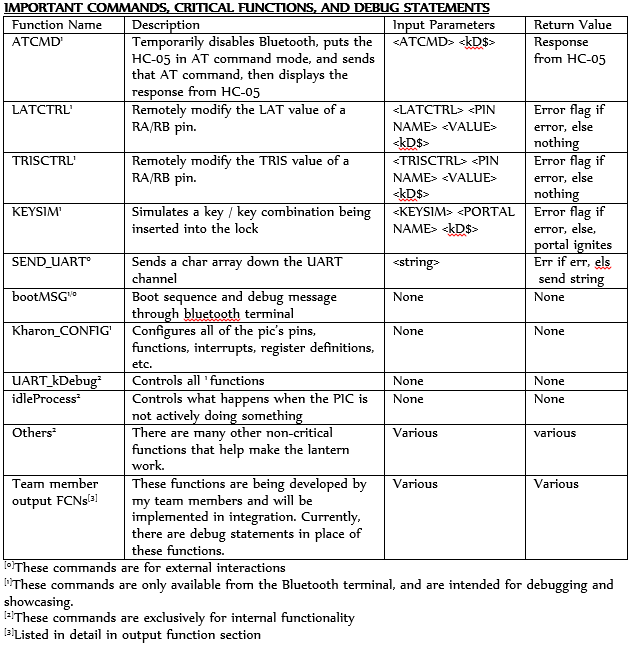 IMPORTANT COMMANDS, CRITICAL FUNCTIONS, AND DEBUG STATEMENTS
Function Name Description Input Parameters Return Value
ATCMD¹ Temporarily disables Bluetooth, puts the <ATCMD> <kD$> Response
HC-05 in AT command mode, and sends from HC-05
that AT command, then displays the
response from HC-05
LATCTRL¹ Remotely modify the LAT value of a <LATCTRL> <PIN Error flag if
RA/RB pin. NAME> <VALUE> error, else
<kD$> nothing
TRISCTRL¹ Remotely modify the TRIS value of a <TRISCTRL> <PIN Error flag if
RA/RB pin. NAME> <VALUE> error, else
<kD$> nothing
KEYSIM¹ Simulates a key / key combination being <KEYSIM> <PORTAL Error flag if
inserted into the lock NAME> <kD$> error, else,
portal ignites
SEND_UART⁰ Sends a char array down the UART <string> Err if err, els
channel send string
bootMSG¹/⁰ Boot sequence and debug message None None
through bluetooth terminal
Kharon_CONFIG¹ Configures all of the pic's pins, None None
functions, interrupts, register definitions,
etc.
UART_kDebug² Controls all ¹ functions None None
idleProcess² Controls what happens when the PIC is None None
not actively doing something
Others² There are many other non-critical Various various
functions that help make the lantern
work.
Team member These functions are being developed by Various Various
output FCNs[3] my team members and will be
implemented in integration. Currently,
there are debug statements in place of
these functions.
[0]These commands are for external interactions
[1]These commands are only available from the Bluetooth terminal, and are intended for debugging and
showcasing.
[2]These commands are exclusively for internal functionality
[3]Listed in detail in output function section